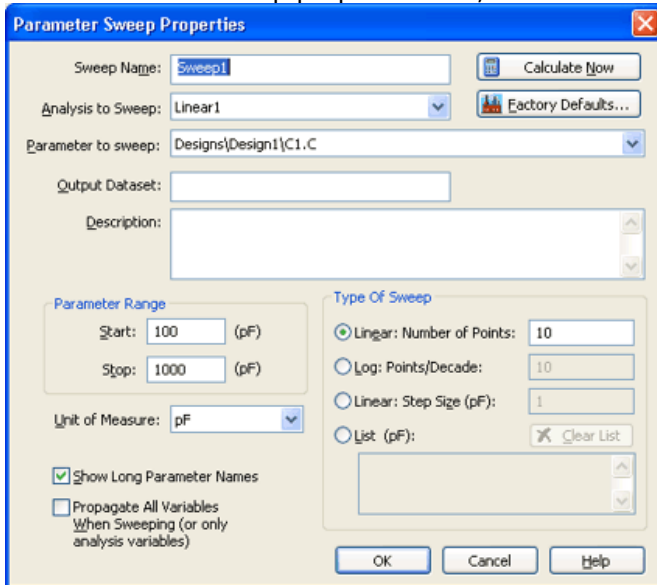 Parameter Sweep Properties
Sweep Name: Sweep1
Calculate Now
Analysis to Sweep: Linear1
Factory Defaults...
Parameter to sweep: Designs\Design1\C1.C
Output Dataset:
Description:
Parameter Range
Start: 100 (pF)
Stop: 1000 (pF)
Unit of Measure: pF
Show Long Parameter Names
Propagate All Variables
When Sweeping (or only
analysis variables)
Type Of Sweep
Linear: Number of Points: 10
Log: Points/Decade: 10
Linear: Step Size (pF): 1
List (pF):
Clear List
OK
Cancel
Help